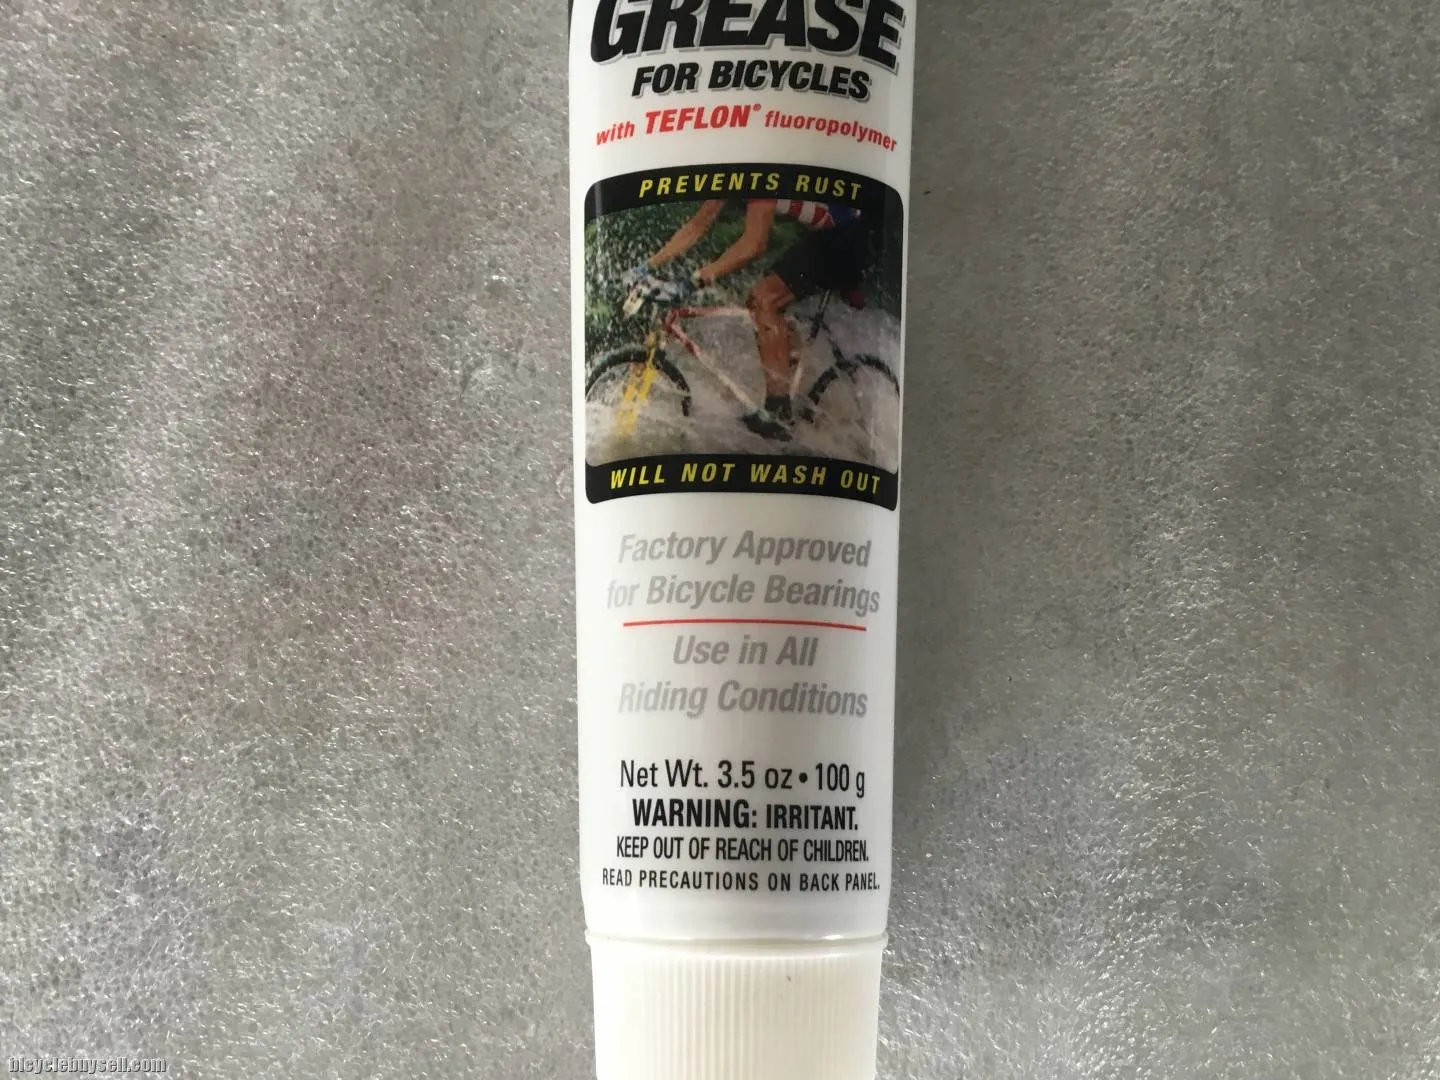 GREASE
FOR BICYCLES
with TEFLON® fluoropolymer
PREVENTS RUST
WILL NOT WASH OUT
Factory Approved
for Bicycle Bearings
Use in All
Riding Conditions
Net Wt. 3.5 oz • 100 g
WARNING: IRRITANT.
KEEP OUT OF REACH OF CHILDREN.
READ PRECAUTIONS ON BACK PANEL.
bicyclebuysell.com